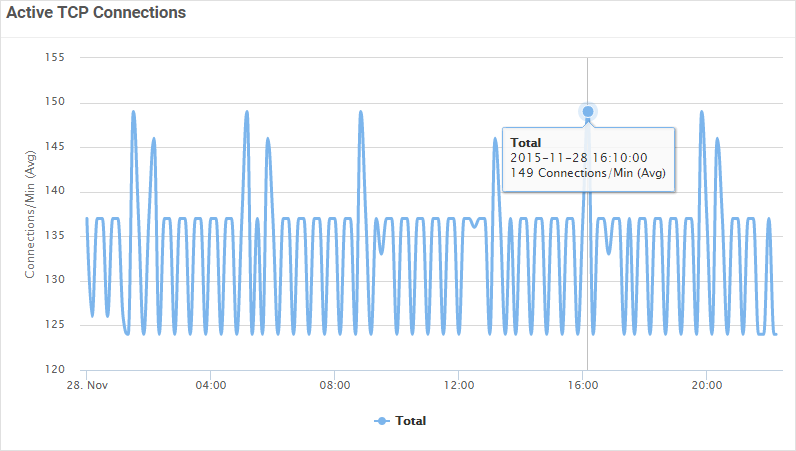 Active TCP Connections
155
150
145
140
135
130
125
120
Connections/Min (Avg)
Total
2015-11-28 16:10:00
149 Connections/Min (Avg)
28. Nov
04:00
08:00
12:00
16:00
20:00
Total